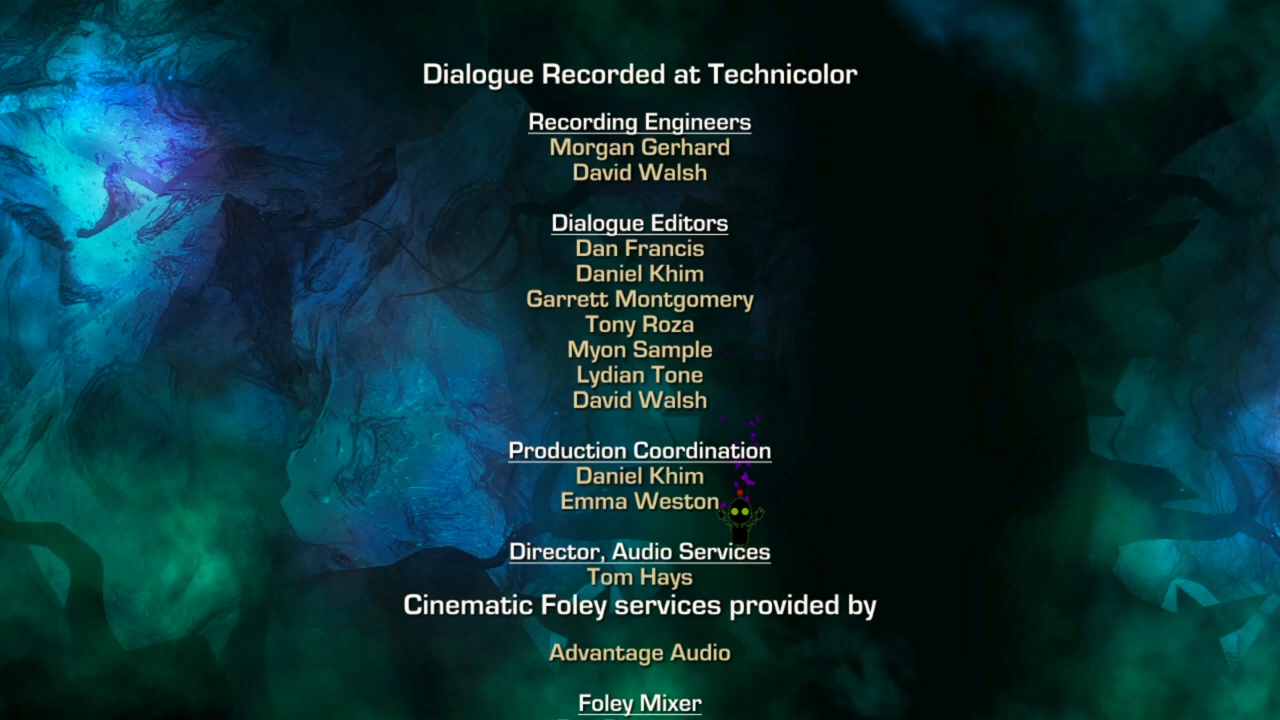 Dialogue Recorded at Technicolor
Recording Engineers
Morgan Gerhard
David Walsh
Dialogue Editors
Dan Francis
Daniel Khim
Garrett Montgomery
Tony Roza
Myon Sample
Lydian Tone
David Walsh
Production Coordination
Daniel Khim
Emma Weston
Director, Audio Services
Tom Hays
Cinematic Foley services provided by
Advantage Audio
Foley Mixer